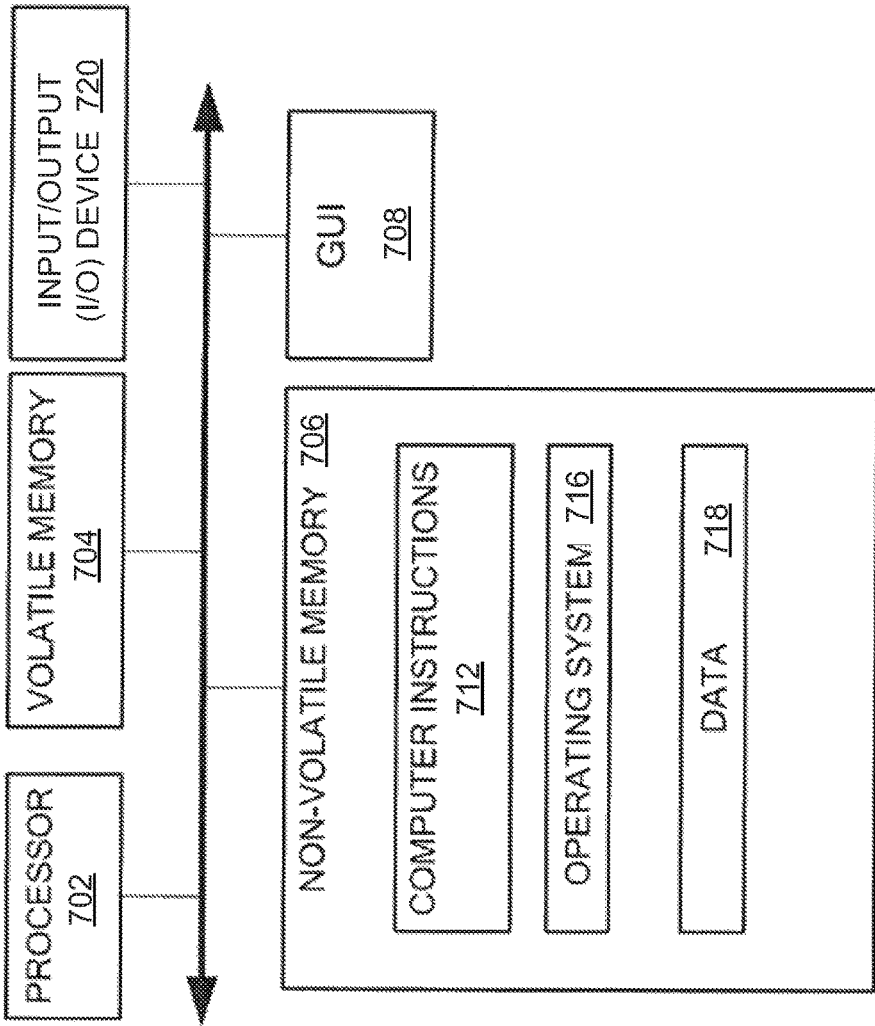 PROCESSOR
702
VOLATILE MEMORY
704
INPUT/OUTPUT
(I/O) DEVICE 720
NON-VOLATILE MEMORY 706
COMPUTER INSTRUCTIONS
712
OPERATING SYSTEM 716
DATA 718
GUI
708